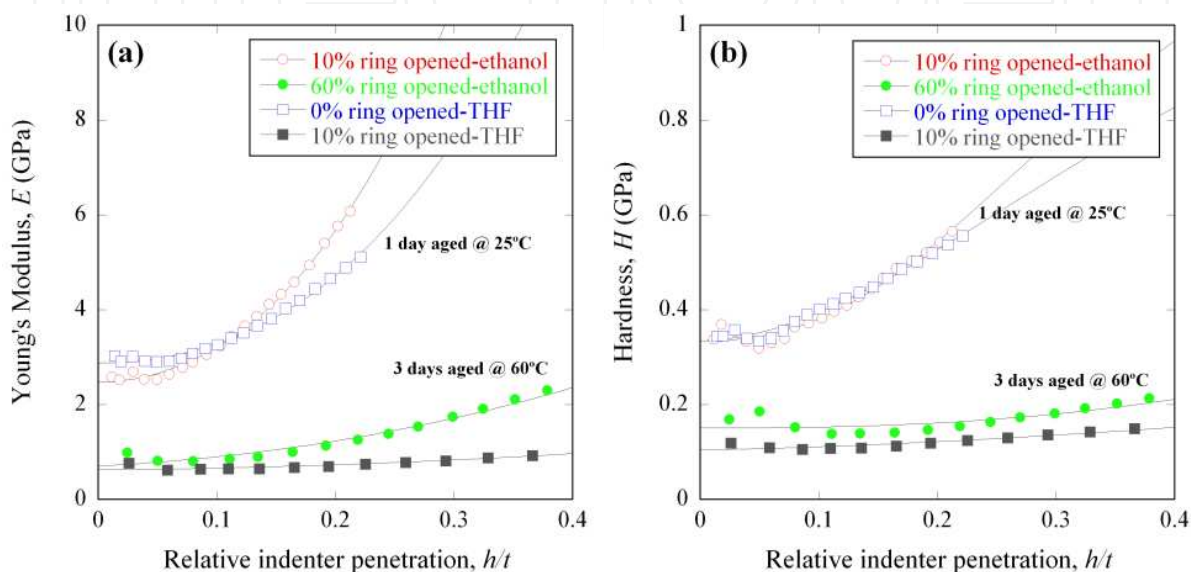 (a)
10% ring opened-ethanol
60% ring opened-ethanol
0% ring opened-THF
10% ring opened-THF
1 day aged @ 25ºC
3 days aged @ 60ºC
Young's Modulus, E (GPa)
10
8
6
4
2
0
0
0.1
0.2
0.3
0.4
Relative indenter penetration, h/t
(b)
10% ring opened-ethanol
60% ring opened-ethanol
0% ring opened-THF
10% ring opened-THF
1 day aged @ 25ºC
3 days aged @ 60ºC
Hardness, H (GPa)
1
0.8
0.6
0.4
0.2
0
0
0.1
0.2
0.3
0.4
Relative indenter penetration, h/t